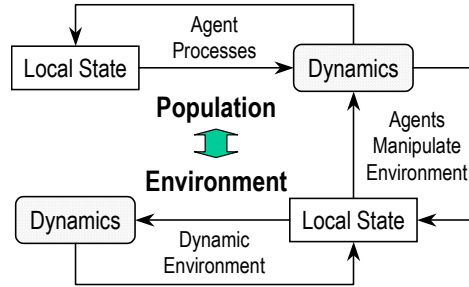 Agent
Processes
Local State
Dynamics
Population
Agents
Manipulate
Environment
Environment
Dynamics
Local State
Dynamic
Environment